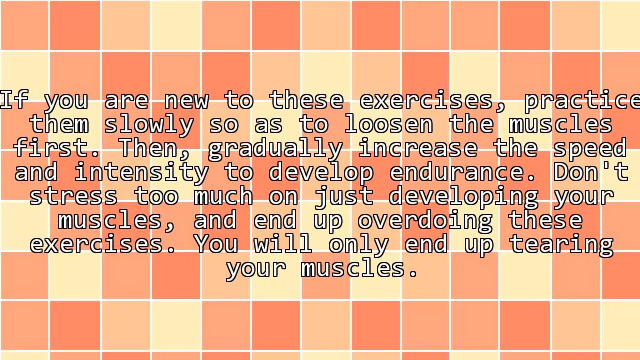 If you are new to these exercises, practice
them slowly so as to loosen the muscles
first. Then, gradually increase the speed
and intensity to develop endurance. Don't
stress too much on just developing your
muscles, and end up overdoing these
exercises. You will only end up tearing
your muscles.